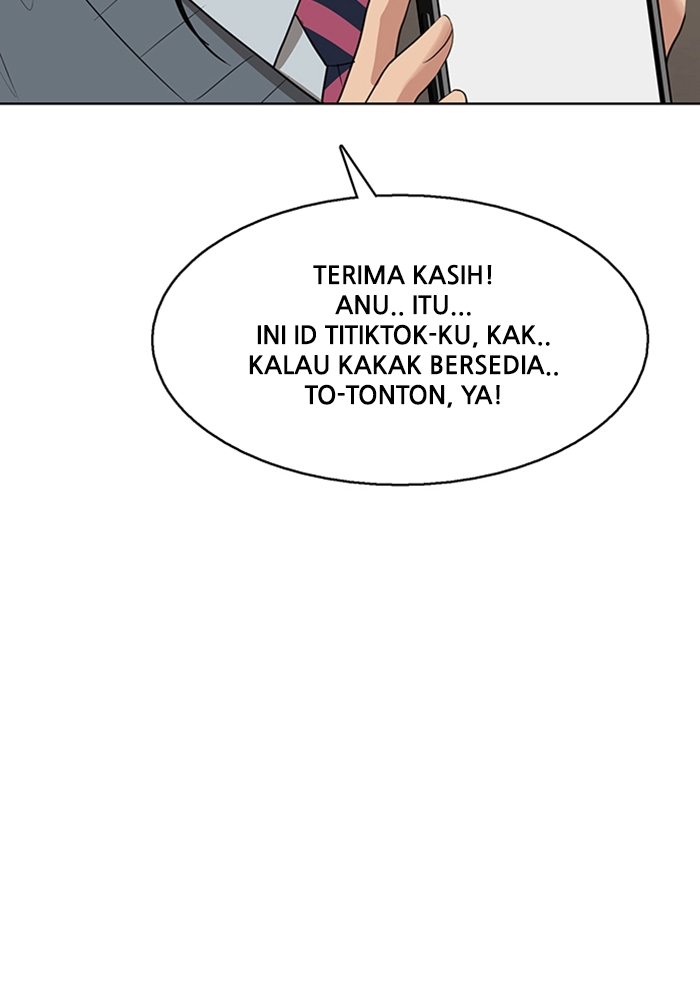 TERIMA KASIH!
ANU.. ITU...
INI ID TITIKTOK-KU, KAK..
KALAU KAKAK BERSEDIA..
TO-TONTON, YA!